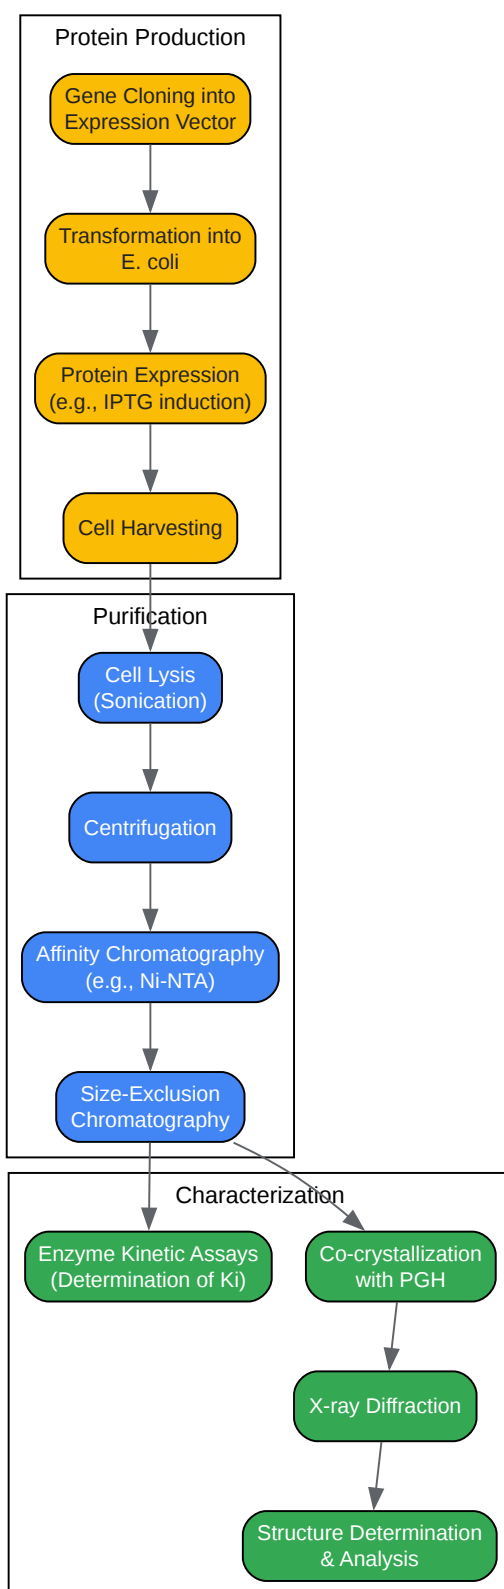 Protein Production
Gene Cloning into
Expression Vector
Transformation into
E. coli
Protein Expression
(e.g., IPTG induction)
Cell Harvesting
Purification
Cell Lysis
(Sonication)
Centrifugation
Affinity Chromatography
(e.g., Ni-NTA)
Size-Exclusion
Chromatography
Characterization
Enzyme Kinetic Assays
(Determination of Ki)
Co-crystallization
with PGH
X-ray Diffraction
Structure Determination
& Analysis